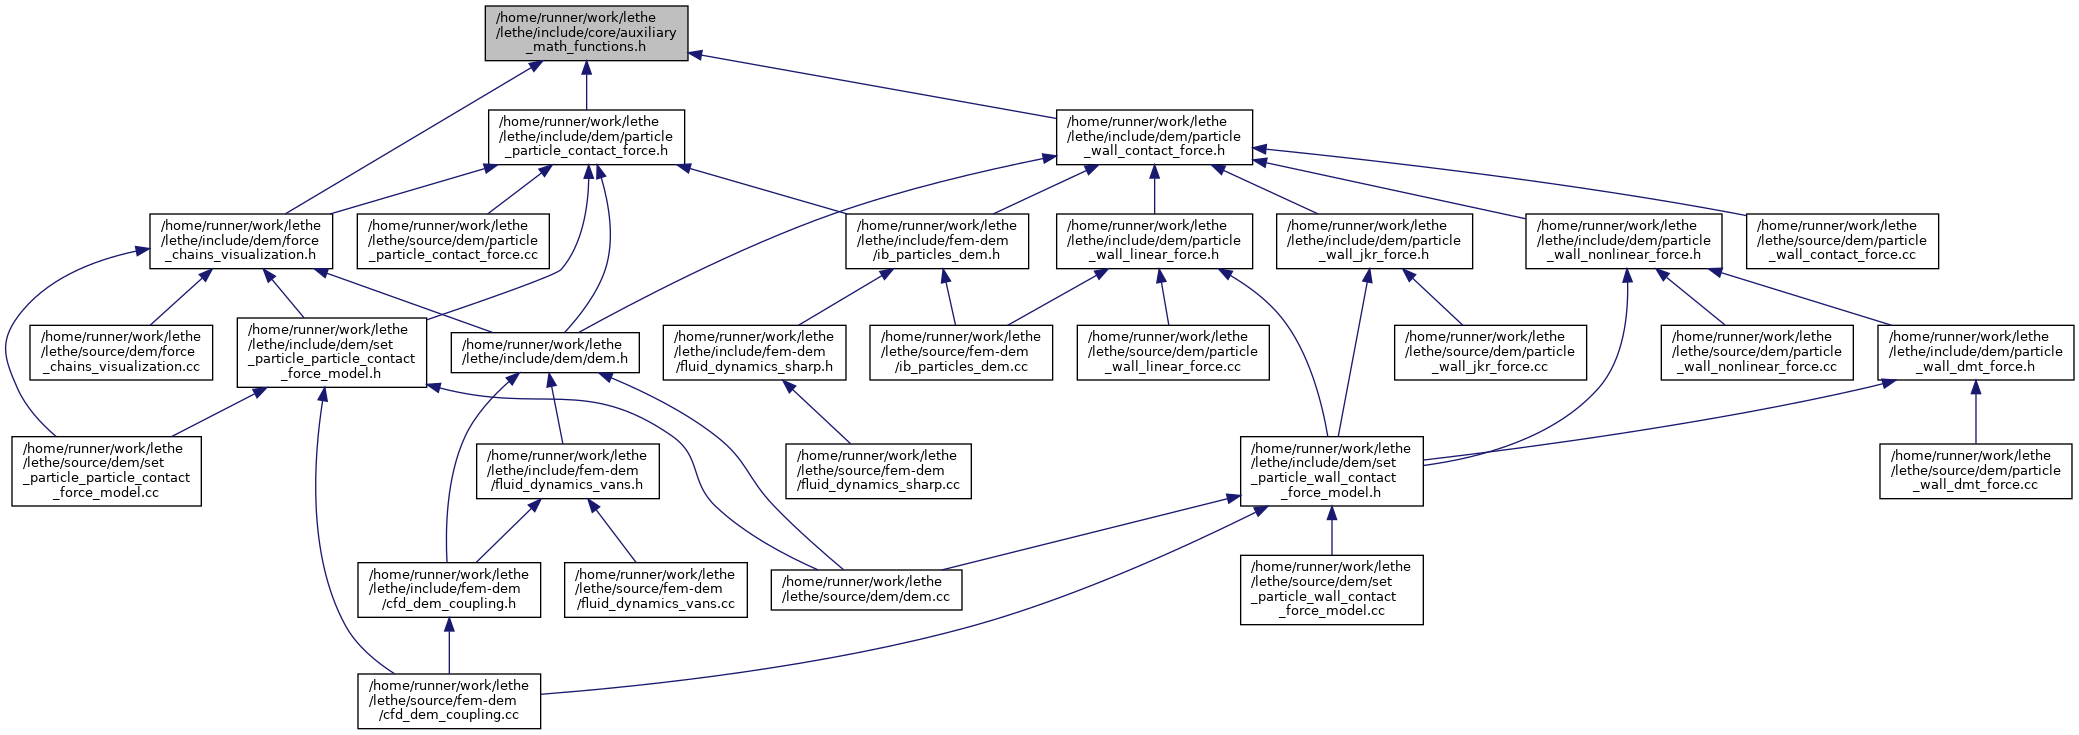 /home/runner/work/lethe
/lethe/include/core/auxiliary
_math_functions.h
/home/runner/work/lethe
/lethe/include/dem/particle
_particle_contact_force.h
/home/runner/work/lethe
/lethe/include/dem/particle
_wall_contact_force.h
/home/runner/work/lethe
/lethe/include/dem/force
_chains_visualization.h
/home/runner/work/lethe
/lethe/source/dem/particle
_particle_contact_force.cc
/home/runner/work/lethe
/lethe/include/fem-dem
/ib_particles_dem.h
/home/runner/work/lethe
/lethe/include/dem/particle
_wall_linear_force.h
/home/runner/work/lethe
/lethe/include/dem/particle
_wall_jkr_force.h
/home/runner/work/lethe
/lethe/include/dem/particle
_wall_nonlinear_force.h
/home/runner/work/lethe
/lethe/source/dem/particle
_wall_contact_force.cc
/home/runner/work/lethe
/lethe/source/dem/force
_chains_visualization.cc
/home/runner/work/lethe
/lethe/include/dem/set
_particle_particle_contact
_force_model.h
/home/runner/work/lethe
/lethe/include/dem/dem.h
/home/runner/work/lethe
/lethe/include/fem-dem
/fluid_dynamics_sharp.h
/home/runner/work/lethe
/lethe/source/fem-dem
/ib_particles_dem.cc
/home/runner/work/lethe
/lethe/source/dem/particle
_wall_linear_force.cc
/home/runner/work/lethe
/lethe/source/dem/particle
_wall_jkr_force.cc
/home/runner/work/lethe
/lethe/source/dem/particle
_wall_nonlinear_force.cc
/home/runner/work/lethe
/lethe/include/dem/particle
_wall_dmt_force.h
/home/runner/work/lethe
/lethe/source/dem/set
_particle_particle_contact
_force_model.cc
/home/runner/work/lethe
/lethe/include/fem-dem
/fluid_dynamics_vans.h
/home/runner/work/lethe
/lethe/source/fem-dem
/fluid_dynamics_sharp.cc
/home/runner/work/lethe
/lethe/include/dem/set
_particle_wall_contact
_force_model.h
/home/runner/work/lethe
/lethe/source/dem/particle
_wall_dmt_force.cc
/home/runner/work/lethe
/lethe/include/fem-dem
/cfd_dem_coupling.h
/home/runner/work/lethe
/lethe/source/fem-dem
/fluid_dynamics_vans.cc
/home/runner/work/lethe
/lethe/source/dem/dem.cc
/home/runner/work/lethe
/lethe/source/dem/set
_particle_wall_contact
_force_model.cc
/home/runner/work/lethe
/lethe/source/fem-dem
/cfd_dem_coupling.cc